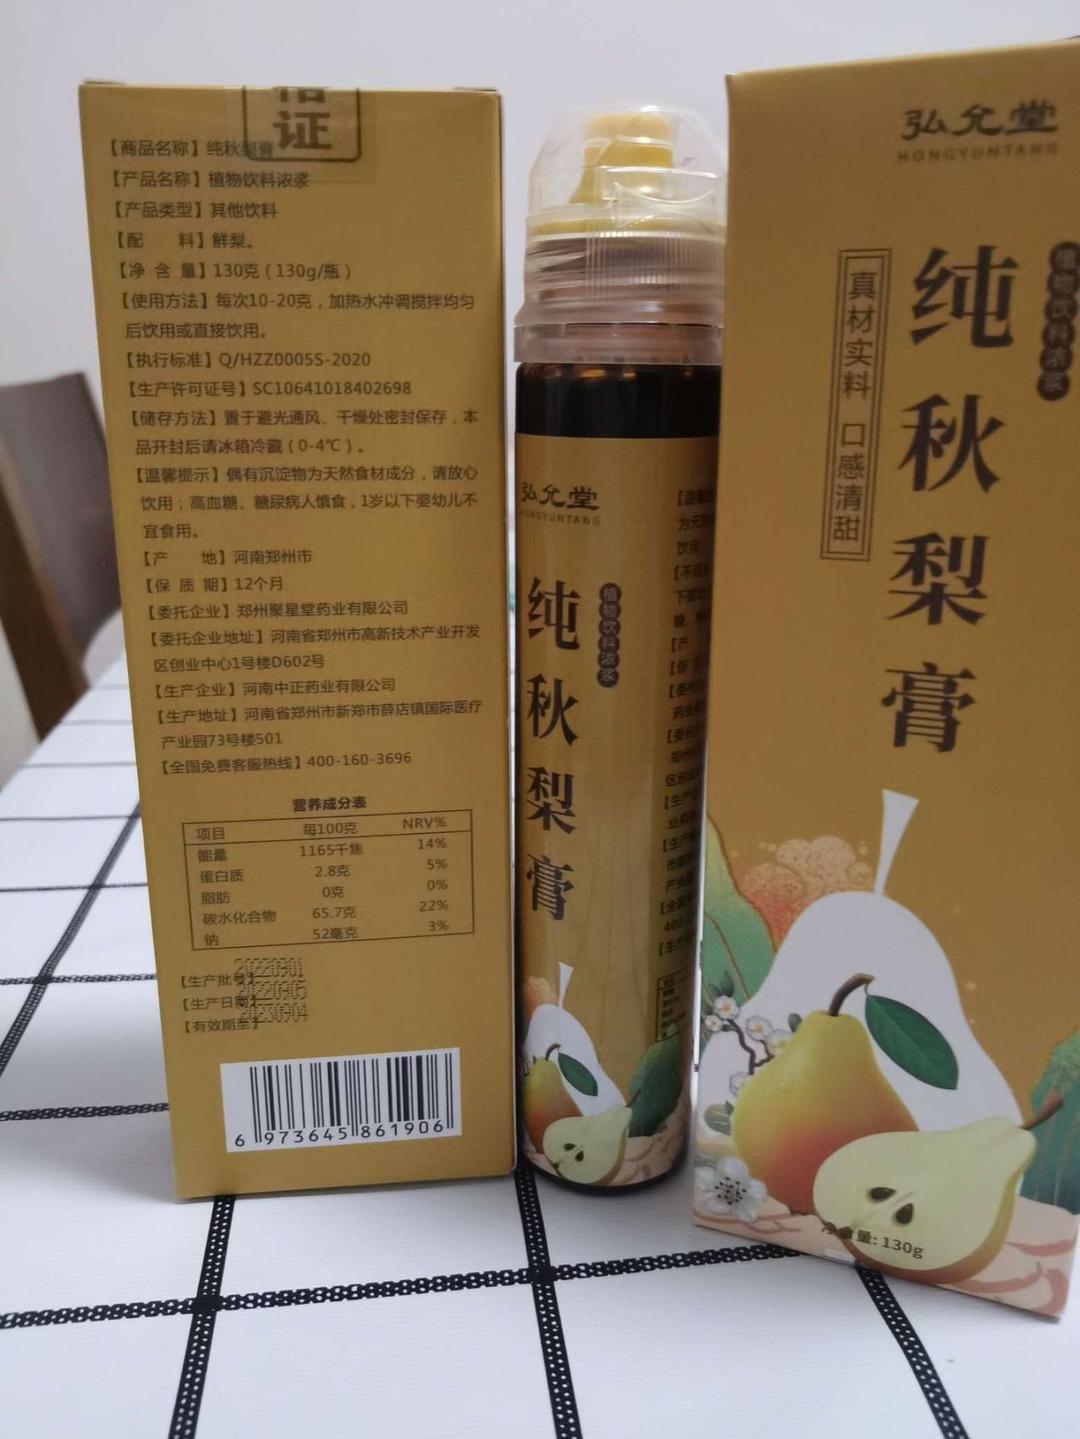 证
【商品名称】纯秋梨膏
【产品名称】植物饮料浓浆
【产品类型】其他饮料
【配 料】鲜梨。
【净 含 量】130克（130g/瓶）
【使用方法】每次10-20克，加热水冲调搅拌均匀
后饮用或直接饮用。
【执行标准】Q/HZZ0005S-2020
【生产许可证号】SC10641018402698
【储存方法】置于避光通风、干燥处密封保存，本
品开封后请冰箱冷藏（0-4℃）。
【温馨提示】偶有沉淀物为天然食材成分，请放心
饮用；高血糖、糖尿病人慎食，1岁以下婴幼儿不
宜食用。
【产 地】河南郑州市
【保 质 期】12个月
【委托企业】郑州聚星堂药业有限公司
【委托企业地址】河南省郑州市高新技术产业开发
区创业中心1号楼D602号
【生产企业】河南中正药业有限公司
【生产地址】河南省郑州市新郑市薛店镇国际医疗
产业园73号楼501
【全国免费客服热线】400-160-3696
营养成分表
项目 每100克 NRV%
能量 1165千焦 14%
蛋白质 2.8克 5%
脂肪 0克 0%
碳水化合物 65.7克 22%
钠 52毫克 3%
【生产批号】20220901
【生产日期】20220905
【有效期至】20230904
6 973645 861906
弘允堂
HONGYUNTANG
纯秋梨膏
植物饮料浓浆
弘允堂
HONGYUNTANG
纯秋梨膏
植物饮料浓浆
真材实料 口感清甜
净含量: 130g